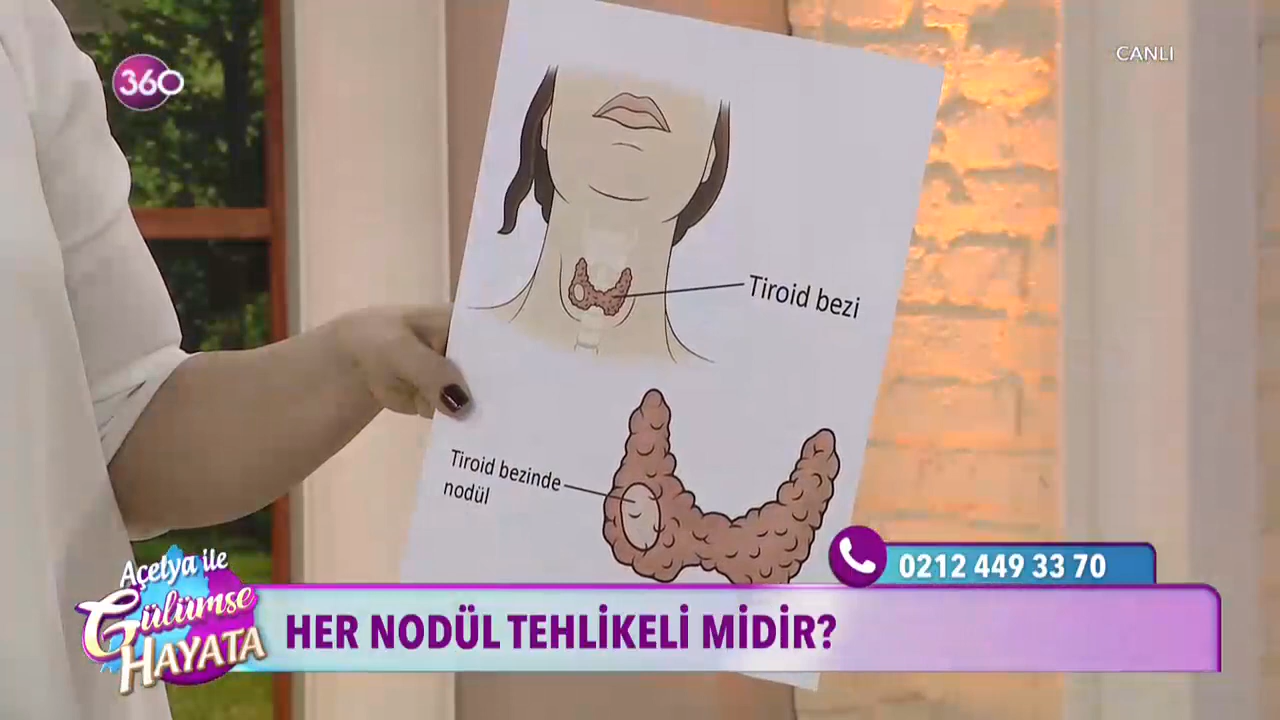 360
CANLI
Tiroid bezi
Tiroid bezinde
nodül
0212 449 33 70
Açelya ile
Gülümse
HAYATA
HER NODÜL TEHLİKELİ MİDİR?